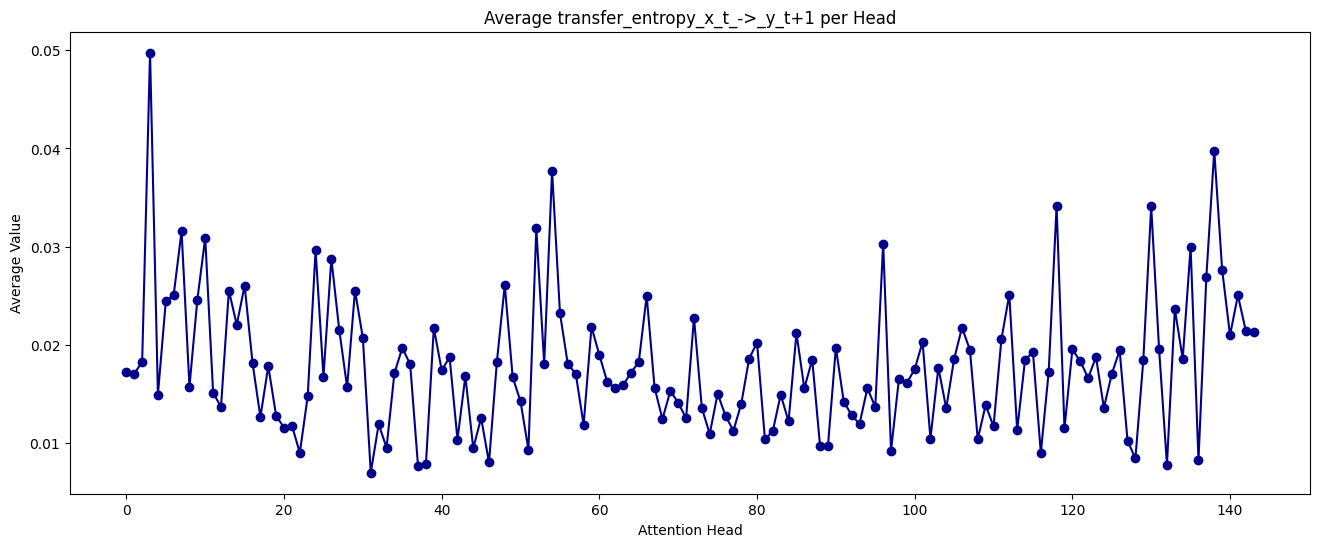 Average transfer_entropy_x_t_->_y_t+1 per Head
0.05
0.04
0.03
0.02
0.01
Average Value
0 20 40 60 80 100 120 140
Attention Head